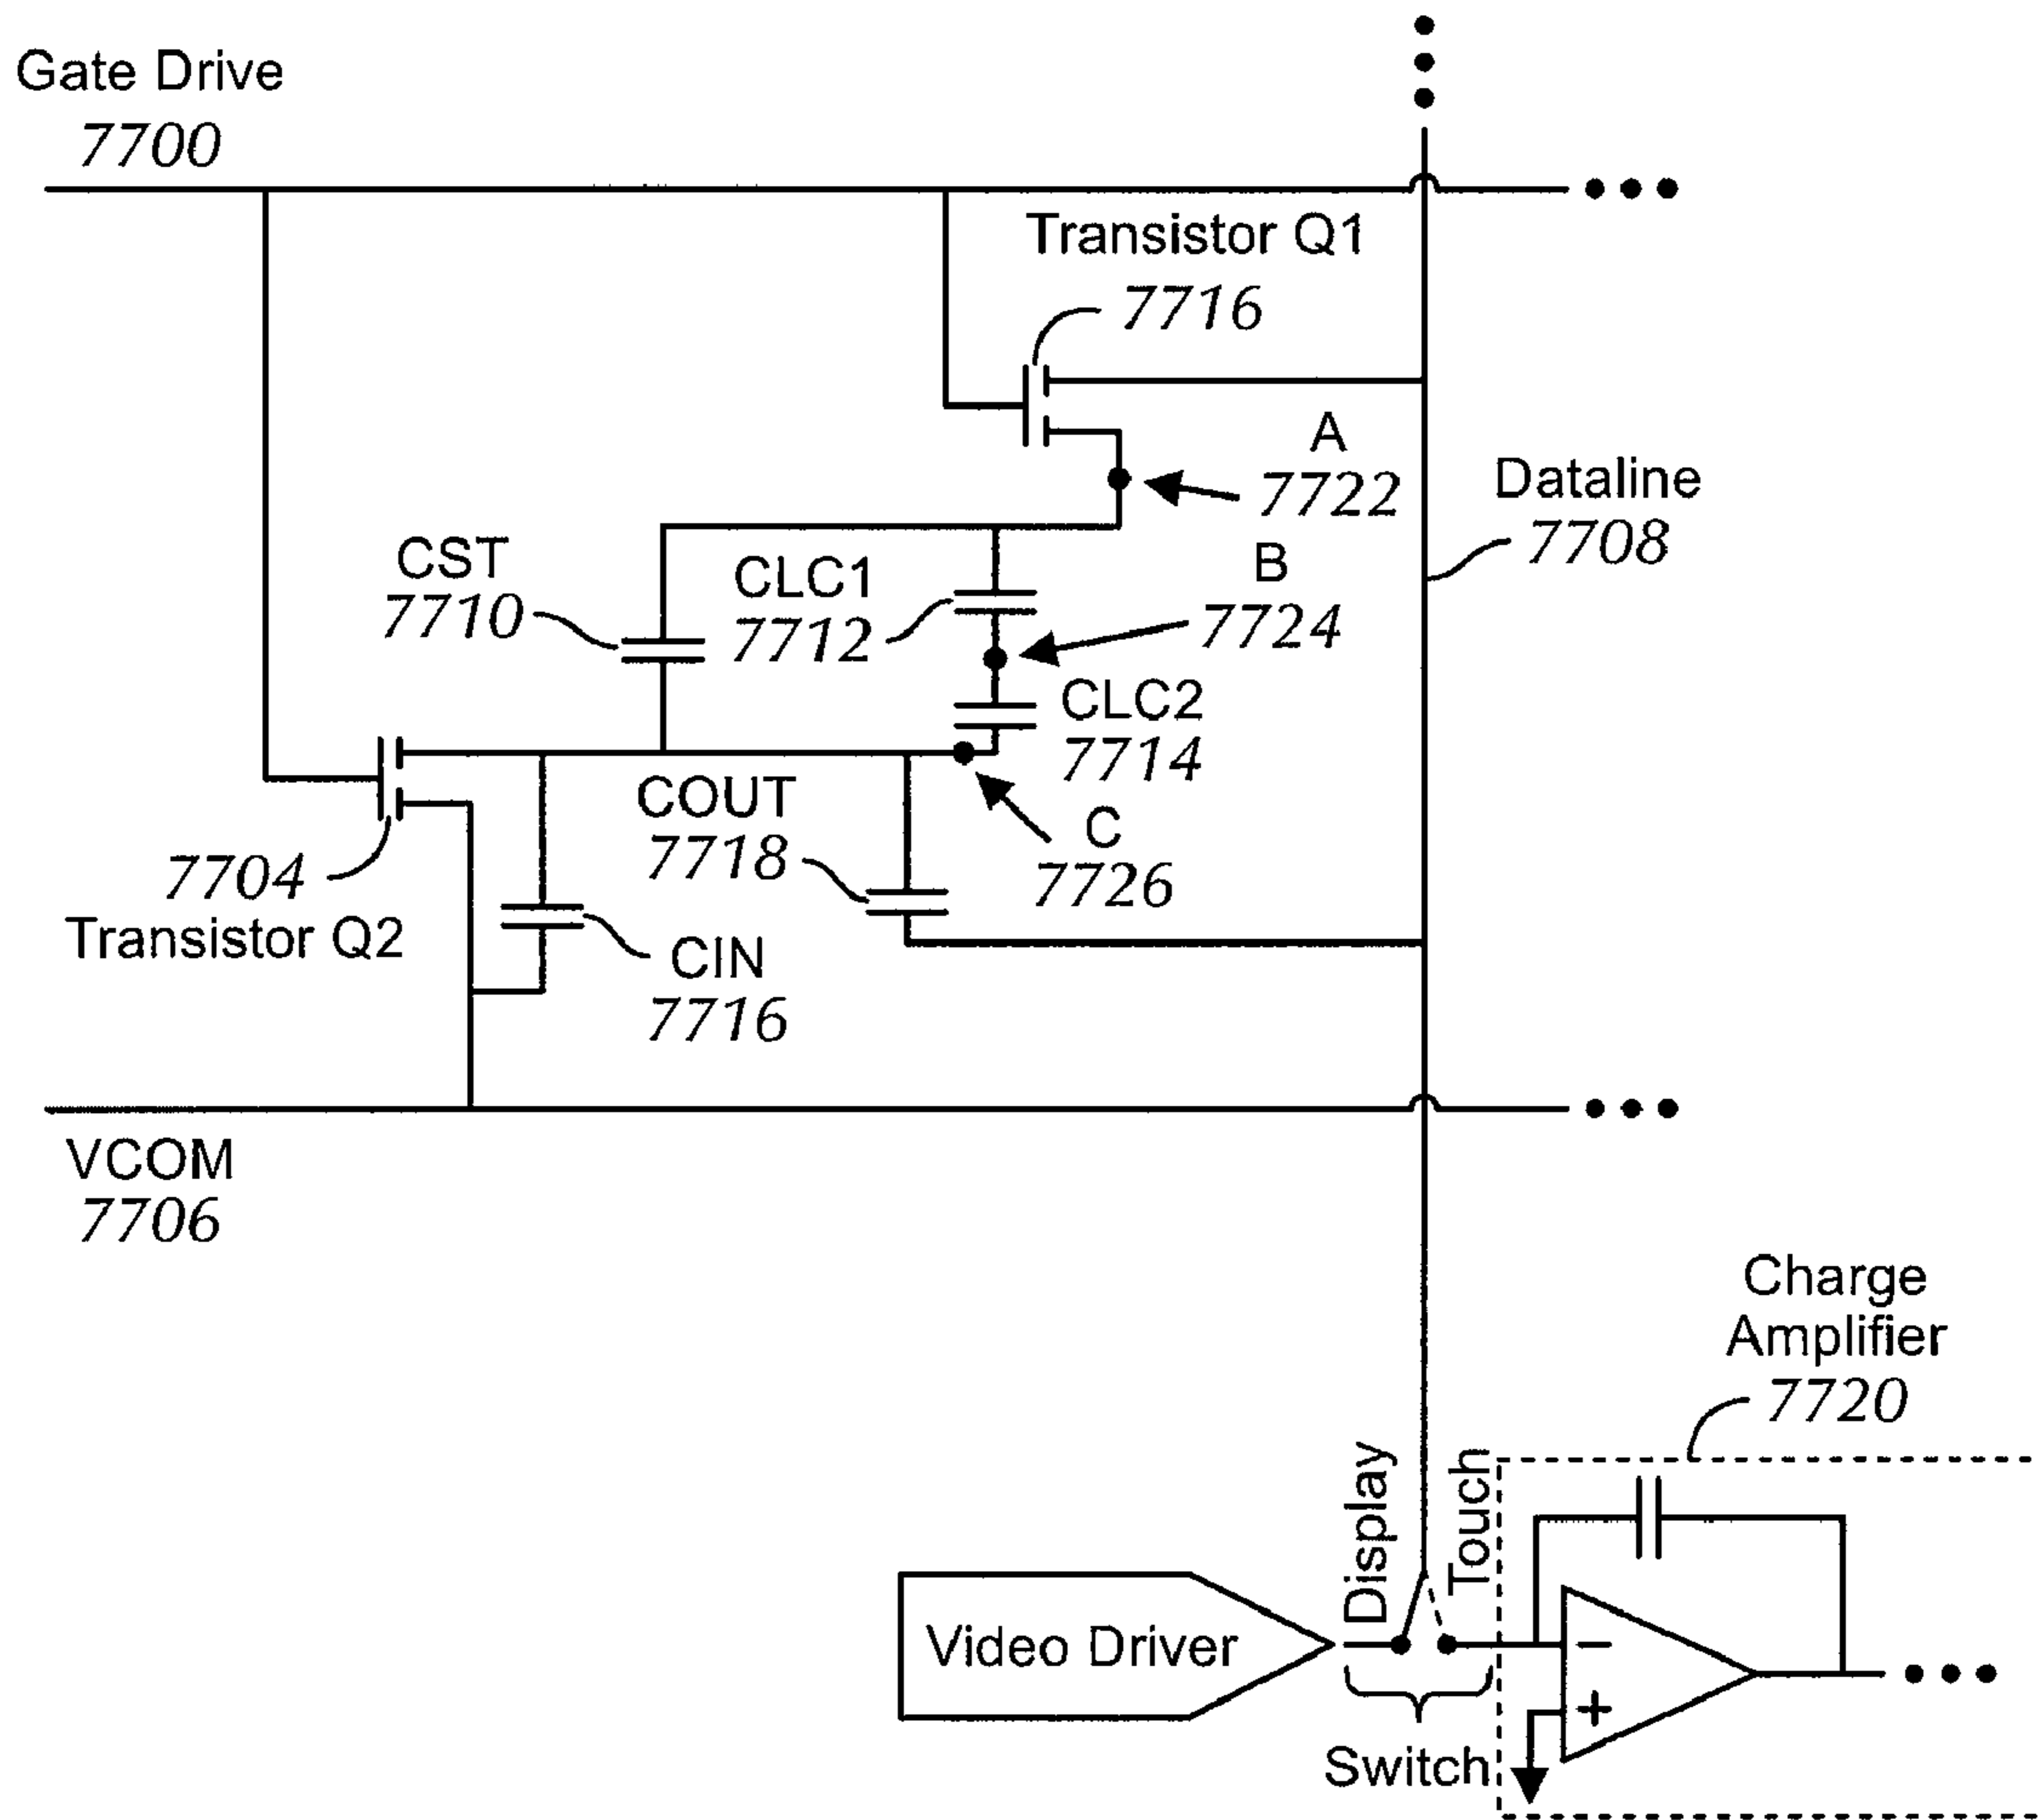 Gate Drive
7700
Transistor Q1
7716
A
7722
Dataline
7708
B
7724
CST
7710
CLC1
7712
CLC2
7714
COUT
7718
C
7726
7704
Transistor Q2
CIN
7716
VCOM
7706
Charge
Amplifier
7720
Display
Touch
Video Driver
−
+
Switch